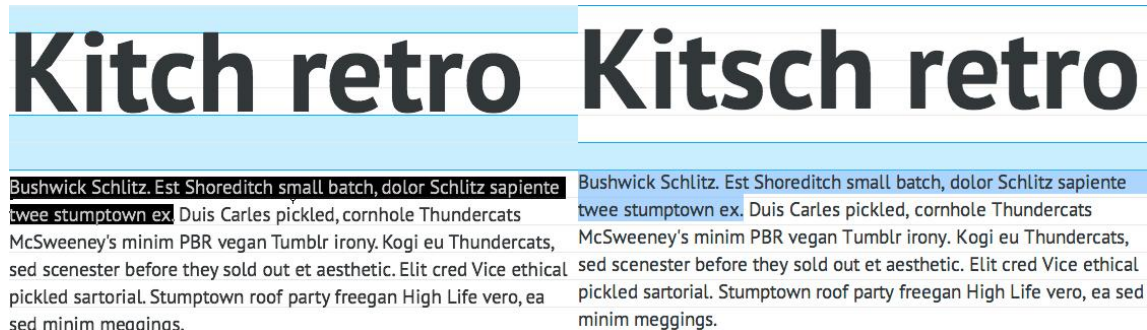 Kitch retro
Bushwick Schlitz. Est Shoreditch small batch, dolor Schlitz sapiente
twee stumptown ex. Duis Carles pickled, cornhole Thundercats
McSweeney's minim PBR vegan Tumblr irony. Kogi eu Thundercats,
sed scenester before they sold out et aesthetic. Elit cred Vice ethical
pickled sartorial. Stumptown roof party freegan High Life vero, ea
sed minim meggings.
Kitsch retro
Bushwick Schlitz. Est Shoreditch small batch, dolor Schlitz sapiente
twee stumptown ex. Duis Carles pickled, cornhole Thundercats
McSweeney's minim PBR vegan Tumblr irony. Kogi eu Thundercats,
sed scenester before they sold out et aesthetic. Elit cred Vice ethical
pickled sartorial. Stumptown roof party freegan High Life vero, ea sed
minim meggings.